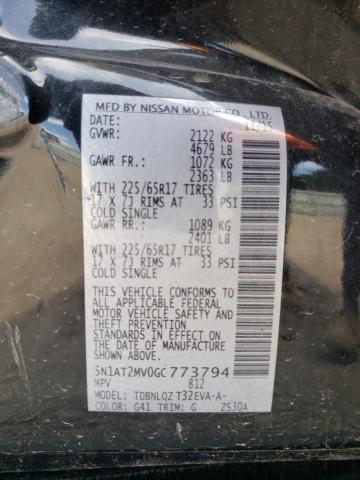 MFD BY NISSAN MOTOR CO., LTD.
GVWR: 2122 KG
4679 LB
GAWR FR.: 1072 KG
2363 LB
WITH 225/65R17 TIRES
17 X 7J RIMS AT 33 PSI
COLD SINGLE
GAWR RR.: 1089 KG
2401 LB
WITH 225/65R17 TIRES
17 X 7J RIMS AT 33 PSI
COLD SINGLE
THIS VEHICLE CONFORMS TO
ALL APPLICABLE FEDERAL
MOTOR VEHICLE SAFETY
AND THEFT PREVENTION
STANDARDS IN EFFECT ON
THE DATE OF MANUFACTURE
SHOWN ABOVE.
5N1AT2MV0GC773794
MPV 812
MODEL: TDBNLQZ T32EVA-A-
COLOR: G41 TRIM: G 2530A